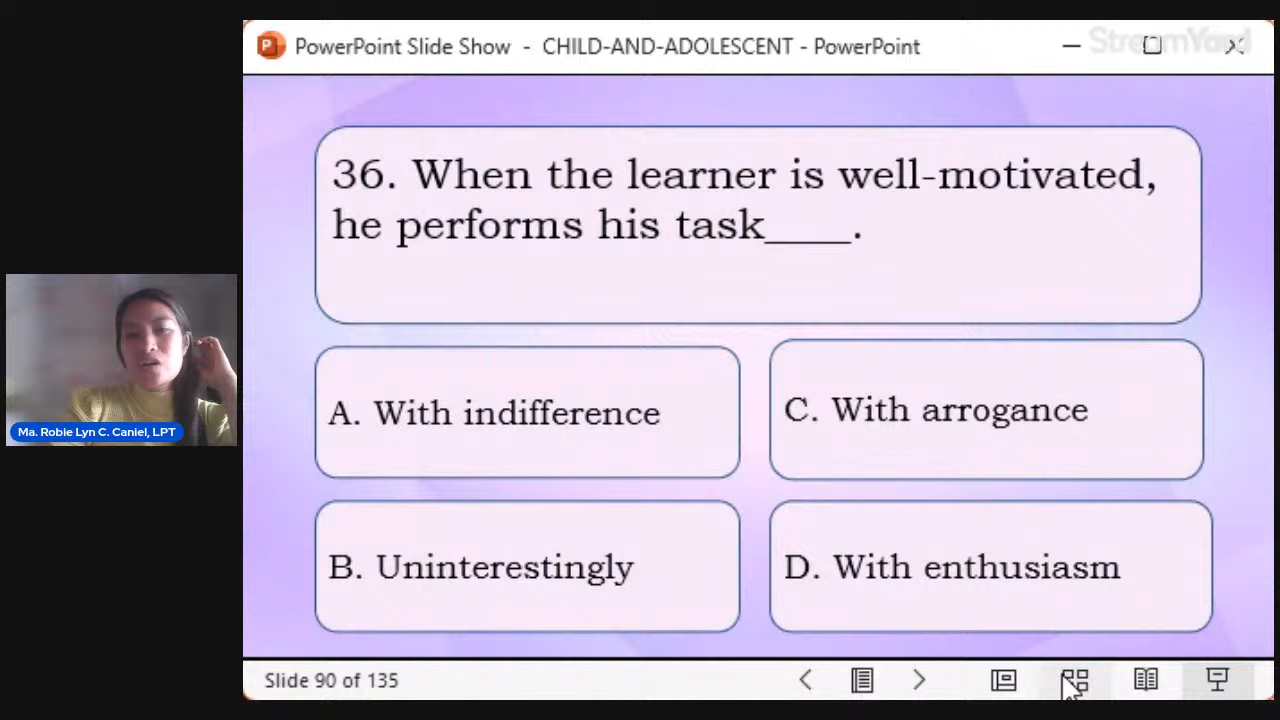 PowerPoint Slide Show - CHILD-AND-ADOLESCENT - PowerPoint
StreamYard
36. When the learner is well-motivated,
he performs his task____.
A. With indifference
C. With arrogance
B. Uninterestingly
D. With enthusiasm
Ma. Robie Lyn C. Caniel, LPT
Slide 90 of 135